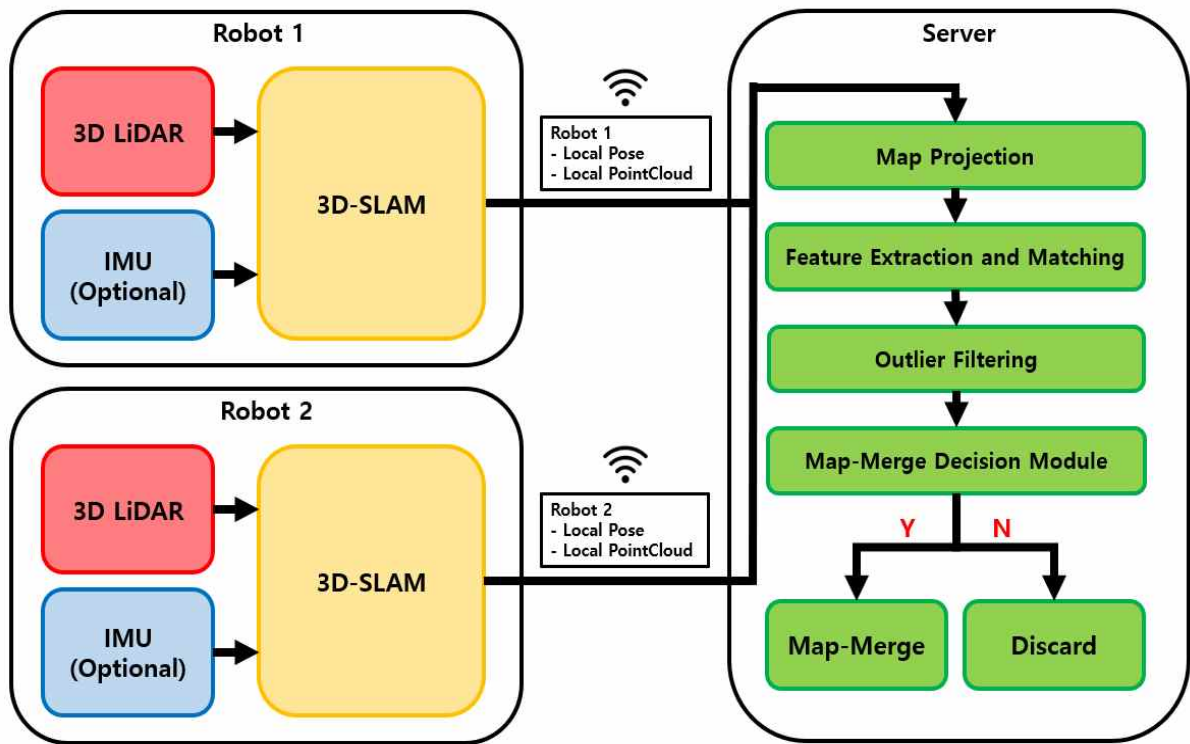 Robot 1
3D LiDAR
IMU
(Optional)
3D-SLAM
Robot 1
- Local Pose
- Local PointCloud
Robot 2
3D LiDAR
IMU
(Optional)
3D-SLAM
Robot 2
- Local Pose
- Local PointCloud
Server
Map Projection
Feature Extraction and Matching
Outlier Filtering
Map-Merge Decision Module
Y
N
Map-Merge
Discard